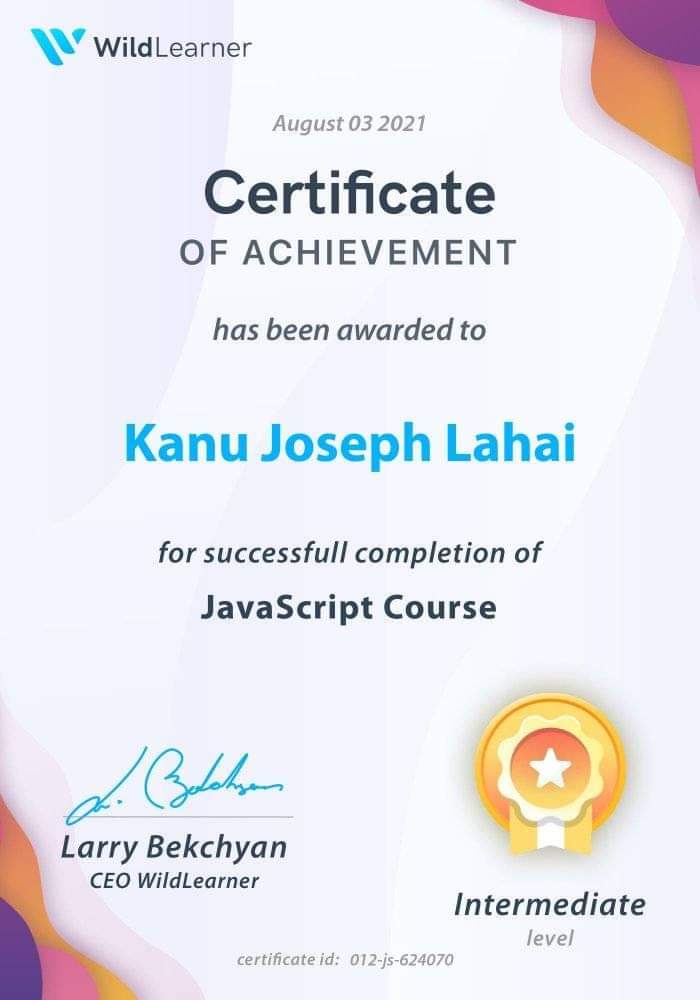 WildLearner
August 03 2021
Certificate
OF ACHIEVEMENT
has been awarded to
Kanu Joseph Lahai
for successfull completion of
JavaScript Course
Larry Bekchyan
CEO WildLearner
Intermediate
level
certificate id: 012-js-624070